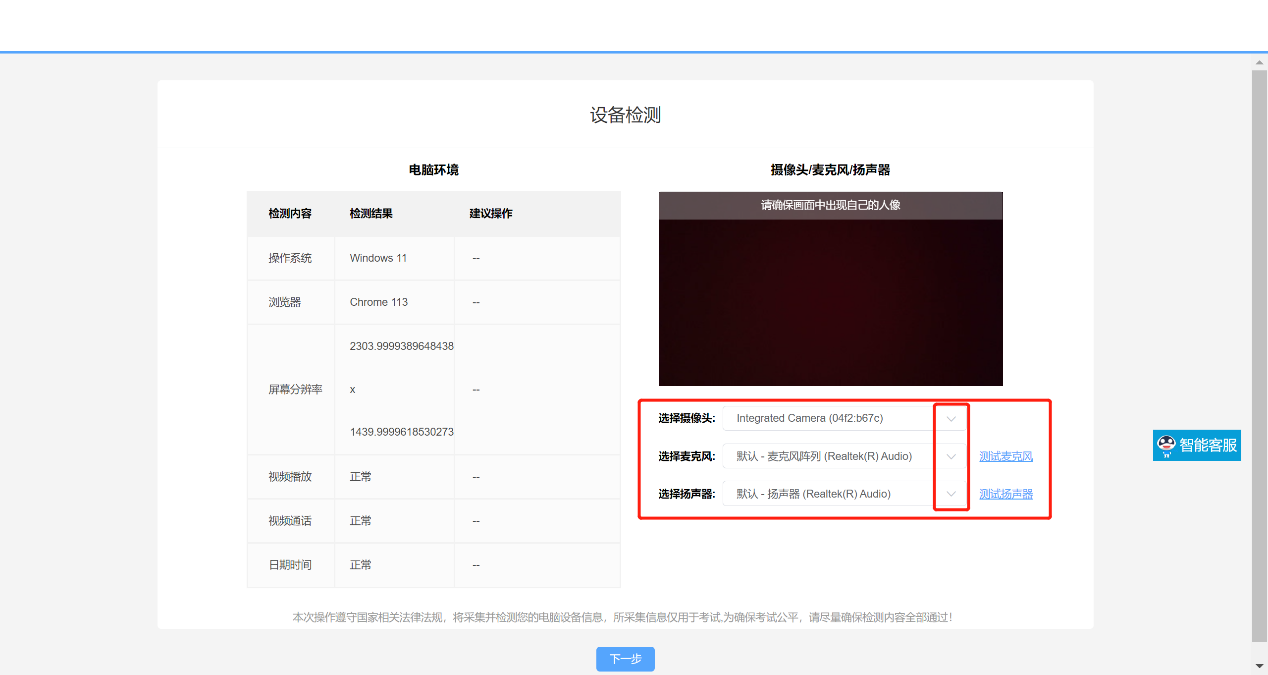 设备检测
电脑环境
检测内容 检测结果 建议操作
操作系统 Windows 11 --
浏览器 Chrome 113 --
2303.9999389648438
屏幕分辨率 x --
1439.9999618530273
视频播放 正常 --
视频通话 正常 --
日期时间 正常 --
摄像头/麦克风/扬声器
请确保画面中出现自己的人像
选择摄像头: Integrated Camera (04f2:b67c)
选择麦克风: 默认 - 麦克风阵列 (Realtek(R) Audio) 测试麦克风
选择扬声器: 默认 - 扬声器 (Realtek(R) Audio) 测试扬声器
智能客服
本次操作遵守国家相关法律法规，将采集并检测您的电脑设备信息，所采集信息仅用于考试,为确保考试公平，请尽量确保检测内容全部通过！
下一步